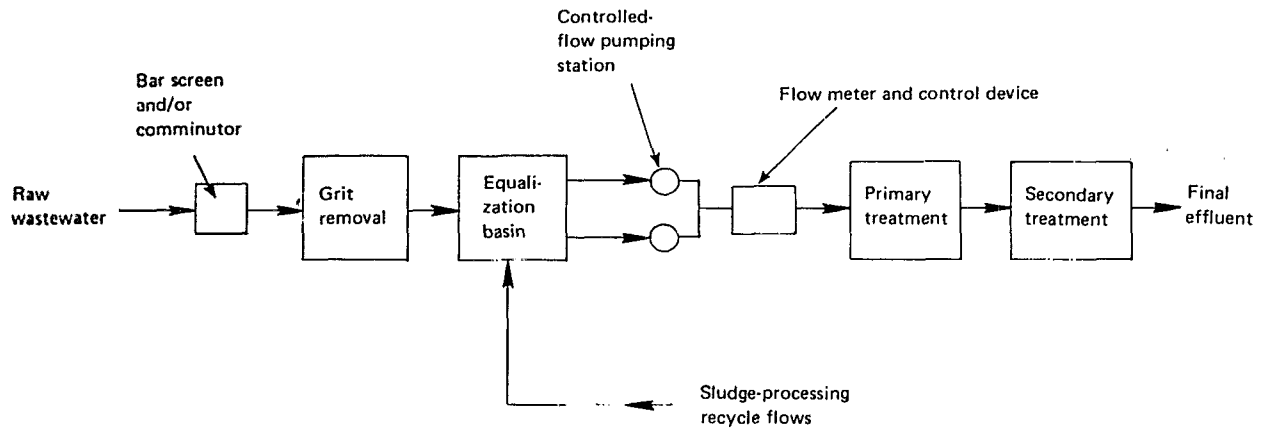 Controlled-
flow pumping
station
Bar screen
and/or
comminutor
Flow meter and control device
Raw
wastewater
Grit
removal
Equali-
zation
basin
Primary
treatment
Secondary
treatment
Final
effluent
Sludge-processing
recycle flows